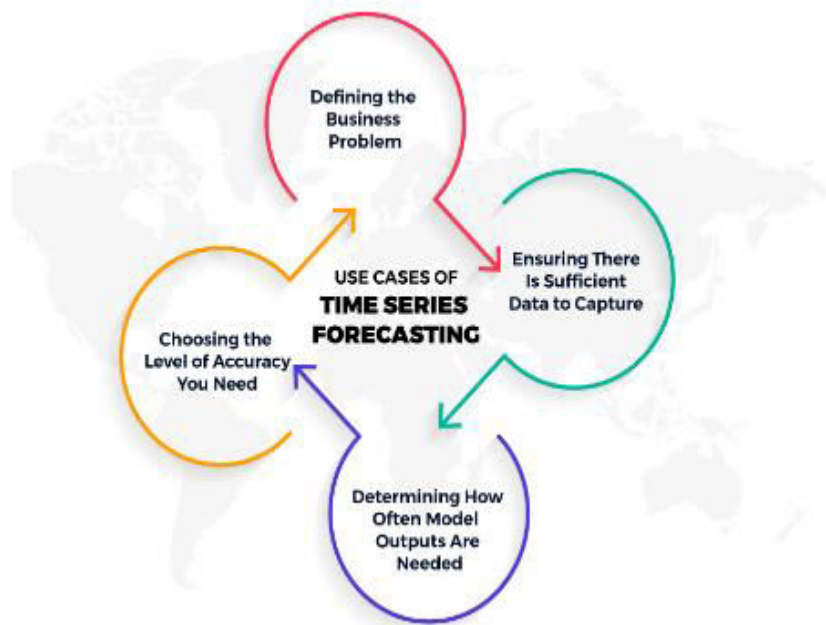 Defining the
Business
Problem
Ensuring There
Is Sufficient
Data to Capture
USE CASES OF
TIME SERIES
FORECASTING
Choosing the
Level of Accuracy
You Need
Determining How
Often Model
Outputs Are
Needed